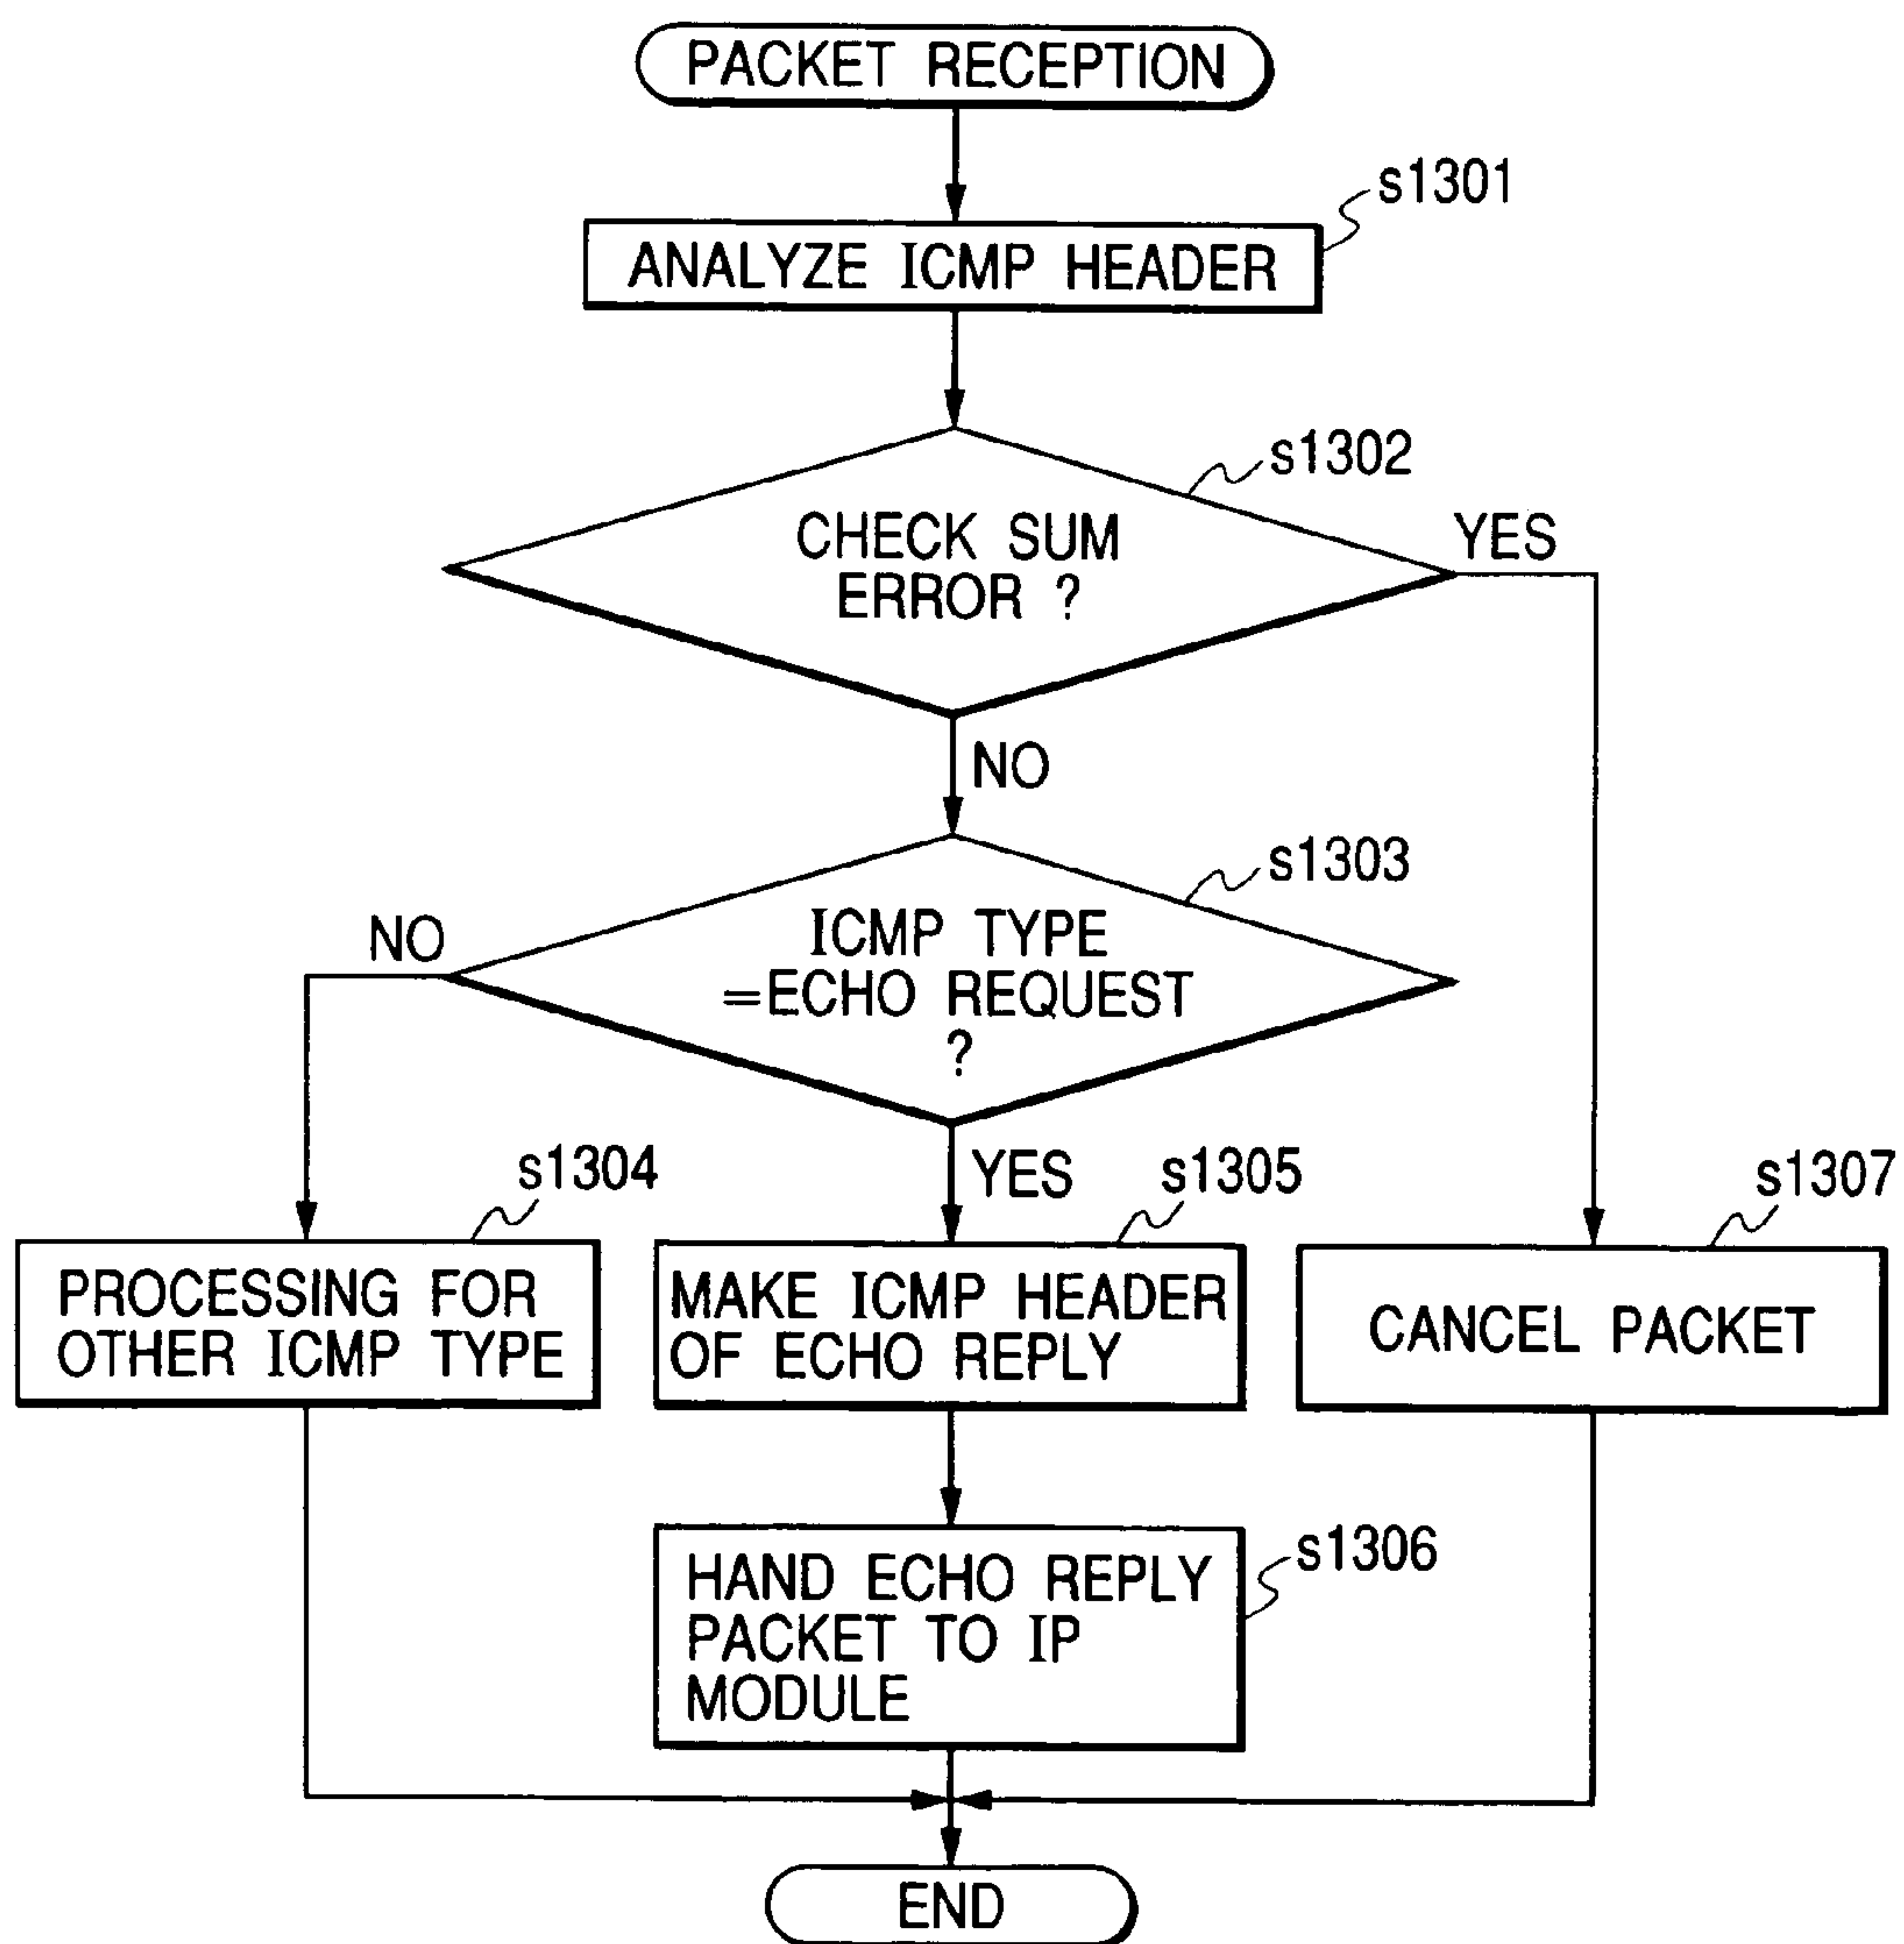 PACKET RECEPTION
s1301
ANALYZE ICMP HEADER
s1302
CHECK SUM
ERROR ?
YES
NO
s1303
ICMP TYPE
=ECHO REQUEST
?
NO
YES
s1304
PROCESSING FOR
OTHER ICMP TYPE
s1305
MAKE ICMP HEADER
OF ECHO REPLY
s1307
CANCEL PACKET
s1306
HAND ECHO REPLY
PACKET TO IP
MODULE
END